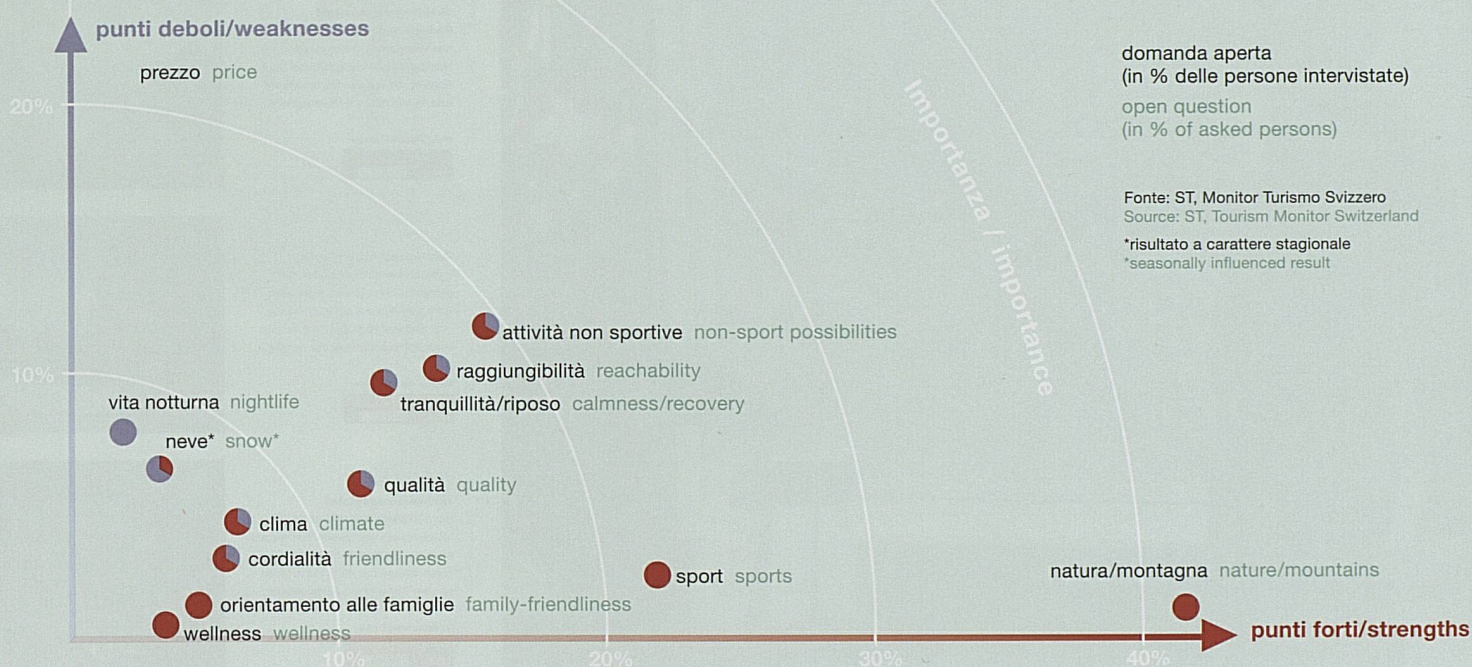 punti deboli/weaknesses
prezzo price
20%
domanda aperta
(in % delle persone intervistate)
open question
(in % of asked persons)
Importanza / importance
Fonte: ST, Monitor Turismo Svizzero
Source: ST, Tourism Monitor Switzerland
*risultato a carattere stagionale
*seasonally influenced result
attività non sportive non-sport possibilities
raggiungibilità reachability
10%
tranquillità/riposo calmness/recovery
vita notturna nightlife
neve* snow*
qualità quality
clima climate
cordialità friendliness
sport sports
natura/montagna nature/mountains
orientamento alle famiglie family-friendliness
wellness wellness
punti forti/strengths
10%
20%
30%
40%